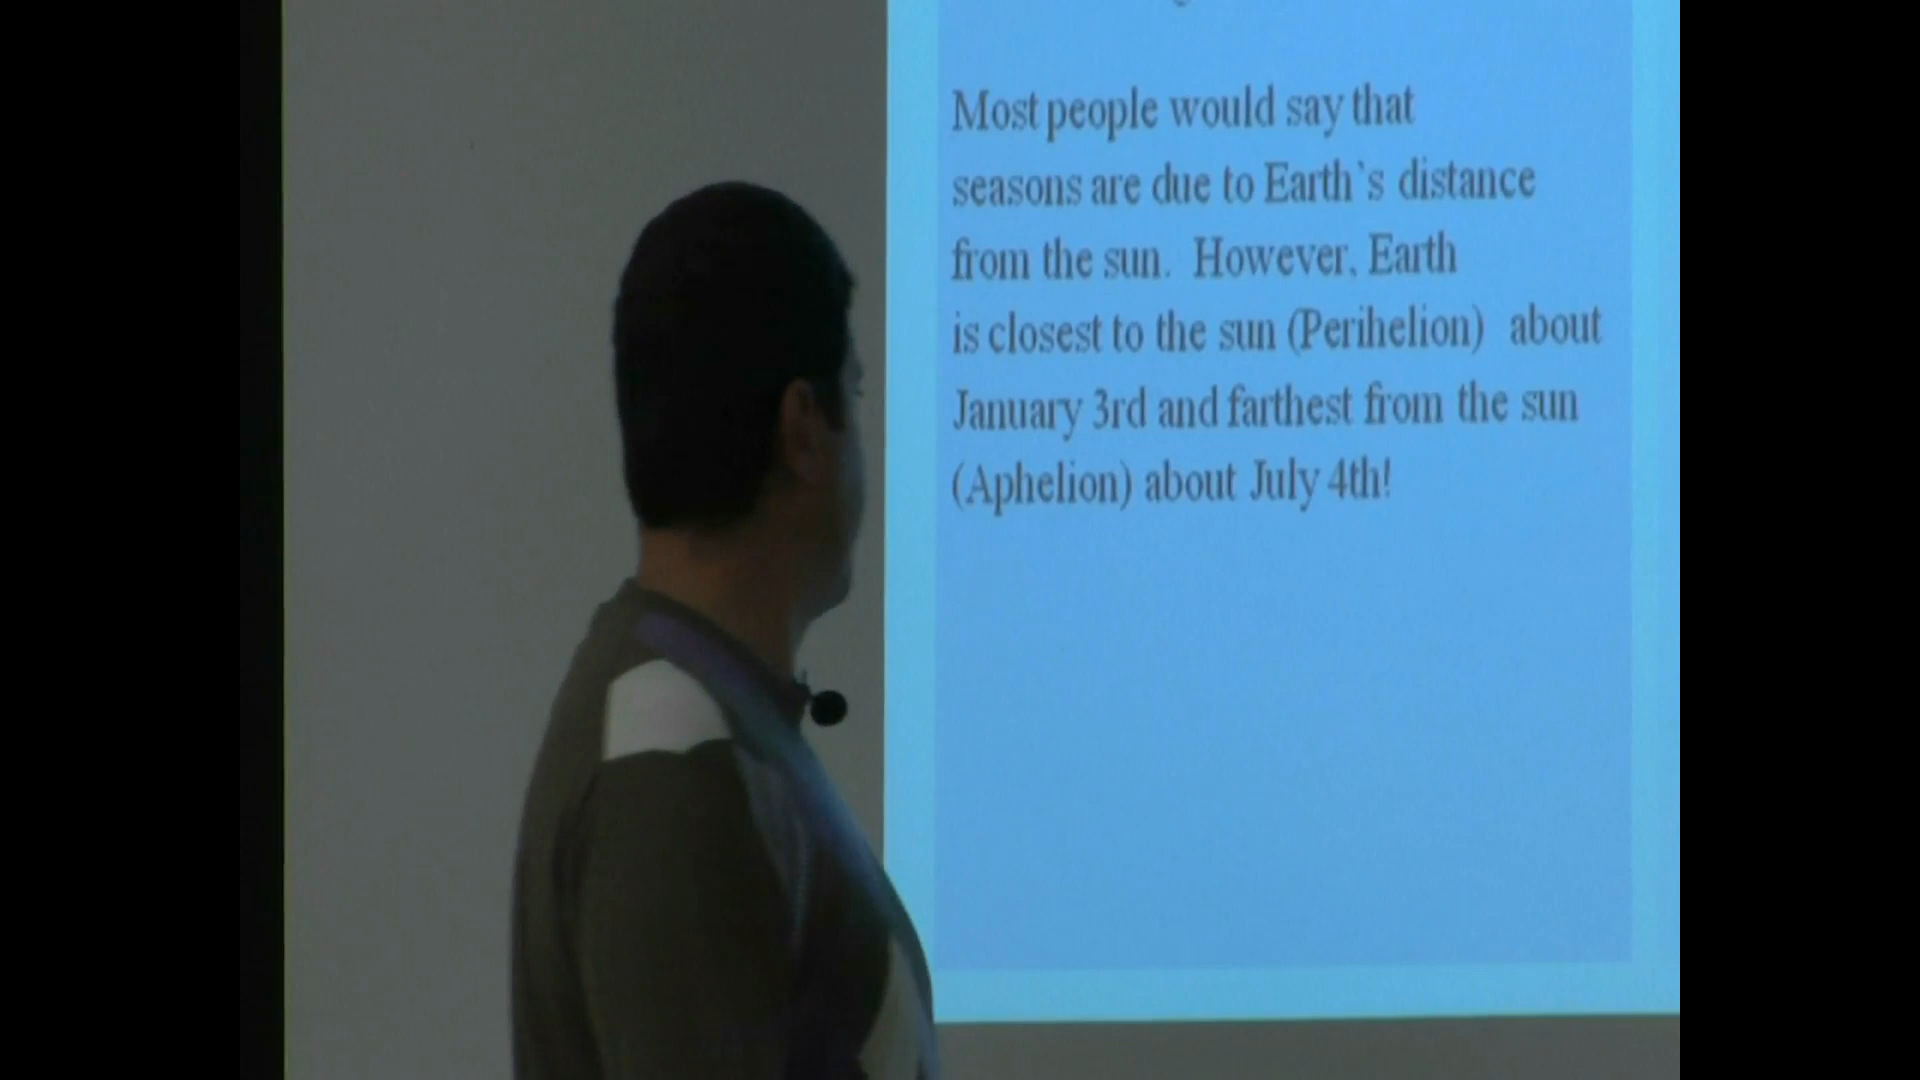 Most people would say that
seasons are due to Earth`s distance
from the sun. However, Earth
is closest to the sun (Perihelion) about
January 3rd and farthest from the sun
(Aphelion) about July 4th!